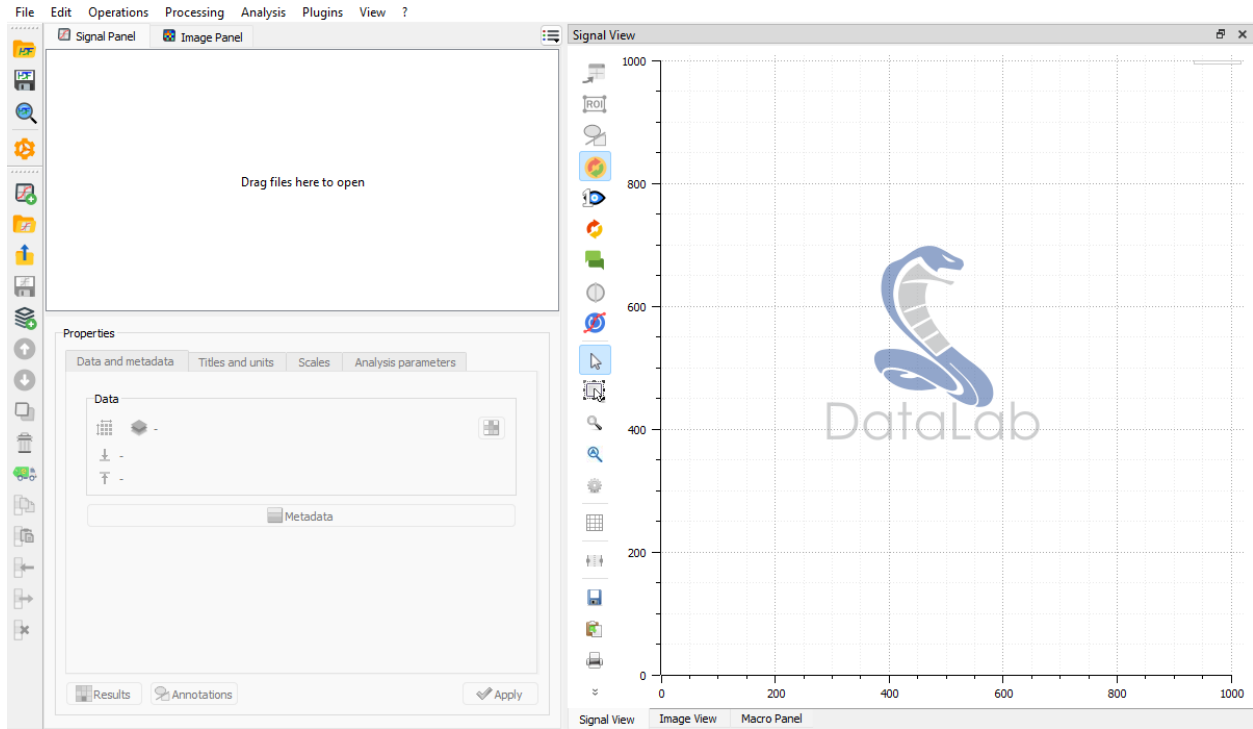 File Edit Operations Processing Analysis Plugins View ?
Signal Panel Image Panel
Drag files here to open
Properties
Data and metadata Titles and units Scales Analysis parameters
Data
-
-
-
Metadata
Results Annotations Apply
Signal View
ROI
1000
800
600
400
200
0
0 200 400 600 800 1000
DataLab
Signal View Image View Macro Panel